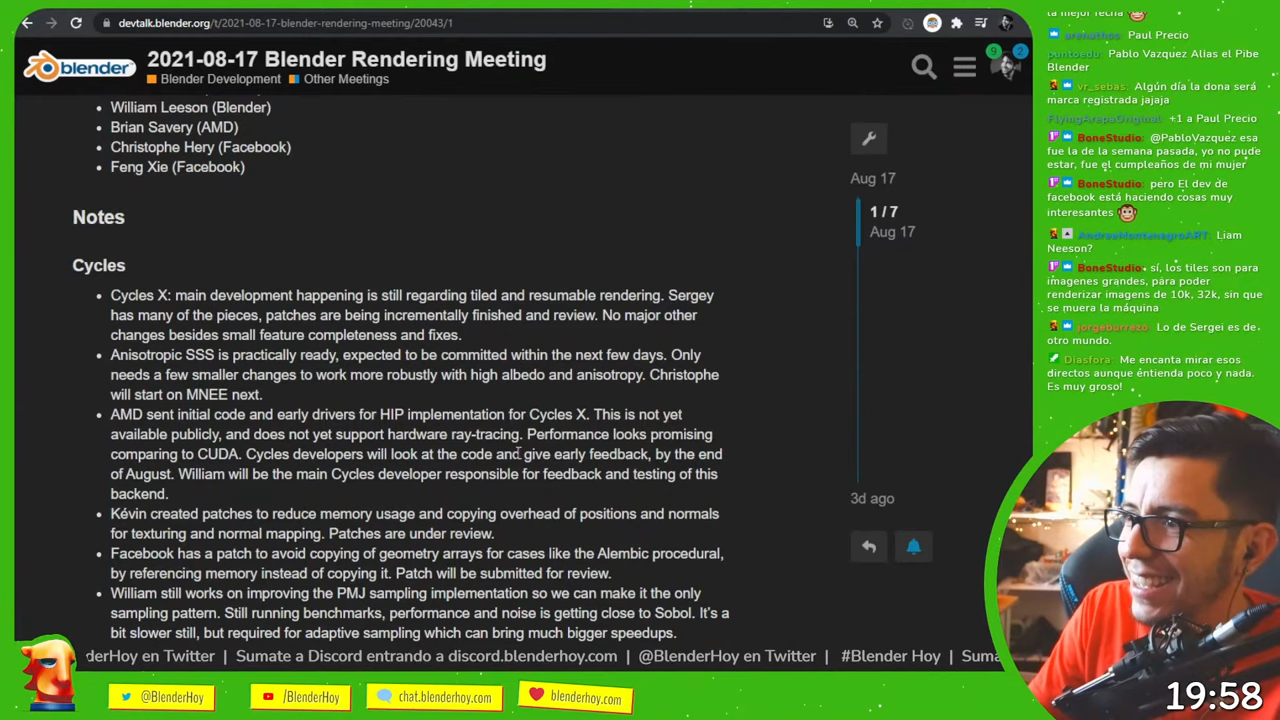 devtalk.blender.org/t/2021-08-17-blender-rendering-meeting/20043/1
blender
2021-08-17 Blender Rendering Meeting
Blender Development Other Meetings
9
2
William Leeson (Blender)
Brian Savery (AMD)
Christophe Hery (Facebook)
Feng Xie (Facebook)
Notes
Cycles
Cycles X: main development happening is still regarding tiled and resumable rendering. Sergey
has many of the pieces, patches are being incrementally finished and review. No major other
changes besides small feature completeness and fixes.
Anisotropic SSS is practically ready, expected to be committed within the next few days. Only
needs a few smaller changes to work more robustly with high albedo and anisotropy. Christophe
will start on MNEE next.
AMD sent initial code and early drivers for HIP implementation for Cycles X. This is not yet
available publicly, and does not yet support hardware ray-tracing. Performance looks promising
comparing to CUDA. Cycles developers will look at the code and give early feedback, by the end
of August. William will be the main Cycles developer responsible for feedback and testing of this
backend.
Kévin created patches to reduce memory usage and copying overhead of positions and normals
for texturing and normal mapping. Patches are under review.
Facebook has a patch to avoid copying of geometry arrays for cases like the Alembic procedural,
by referencing memory instead of copying it. Patch will be submitted for review.
William still works on improving the PMJ sampling implementation so we can make it the only
sampling pattern. Still running benchmarks, performance and noise is getting close to Sobol. It's a
bit slower still, but required for adaptive sampling which can bring much bigger speedups.
Aug 17
1 / 7
Aug 17
3d ago
la mejor fecha
arenathos: Paul Precio
puntoedu: Pablo Vazquez Alias el Pibe
Blender
vr_sebas: Algún día la dona será
marca registrada jajaja
FlyingArepaOriginal: +1 a Paul Precio
BoneStudio: @PabloVazquez esa
fue la de la semana pasada, yo no pude
estar, fue el cumpleaños de mi mujer
BoneStudio: pero El dev de
facebook está haciendo cosas muy
interesantes
AndresMontenagroART: Liam
Neeson?
BoneStudio: sí, los tiles son para
imagenes grandes, pára poder
renderizar imagens de 10k, 32k, sin que
se muera la máquina
jorgeburrezo: Lo de Sergei es de
otro mundo.
Diasfora: Me encanta mirar esos
directos aunque éntienda poco y nada.
Es muy groso!
derHoy en Twitter | Sumate a Discord entrando a discord.blenderhoy.com | @BlenderHoy en Twitter | #Blender Hoy | Suma
@BlenderHoy
/BlenderHoy
chat.blenderhoy.com
blenderhoy.com
19:58